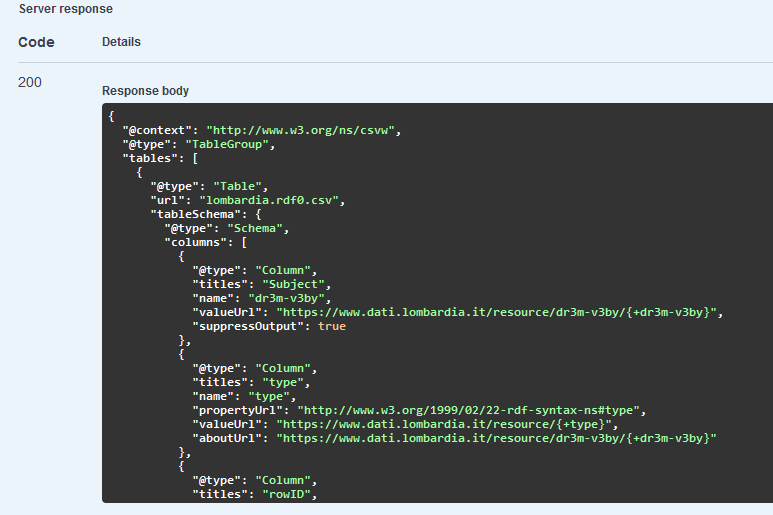 Server response
Code Details
200
Response body
{
  "@context": "http://www.w3.org/ns/csvw",
  "@type": "TableGroup",
  "tables": [
    {
      "@type": "Table",
      "url": "lombardia.rdf0.csv",
      "tableSchema": {
        "@type": "Schema",
        "columns": [
          {
            "@type": "Column",
            "titles": "Subject",
            "name": "dr3m-v3by",
            "valueUrl": "https://www.dati.lombardia.it/resource/dr3m-v3by/{+dr3m-v3by}",
            "suppressOutput": true
          },
          {
            "@type": "Column",
            "titles": "type",
            "name": "type",
            "propertyUrl": "http://www.w3.org/1999/02/22-rdf-syntax-ns#type",
            "valueUrl": "https://www.dati.lombardia.it/resource/{+type}",
            "aboutUrl": "https://www.dati.lombardia.it/resource/dr3m-v3by/{+dr3m-v3by}"
          },
          {
            "@type": "Column",
            "titles": "rowID",